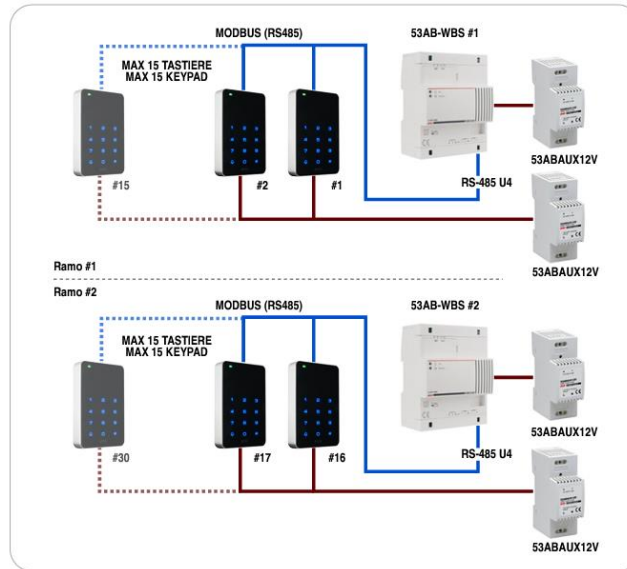 MODBUS (RS485)
53AB-WBS #1
MAX 15 TASTIERE
MAX 15 KEYPAD
53ABAUX12V
#15
#2
#1
RS-485 U4
53ABAUX12V
Ramo #1
Ramo #2
MODBUS (RS485)
53AB-WBS #2
MAX 15 TASTIERE
MAX 15 KEYPAD
53ABAUX12V
#30
#17
#16
RS-485 U4
53ABAUX12V